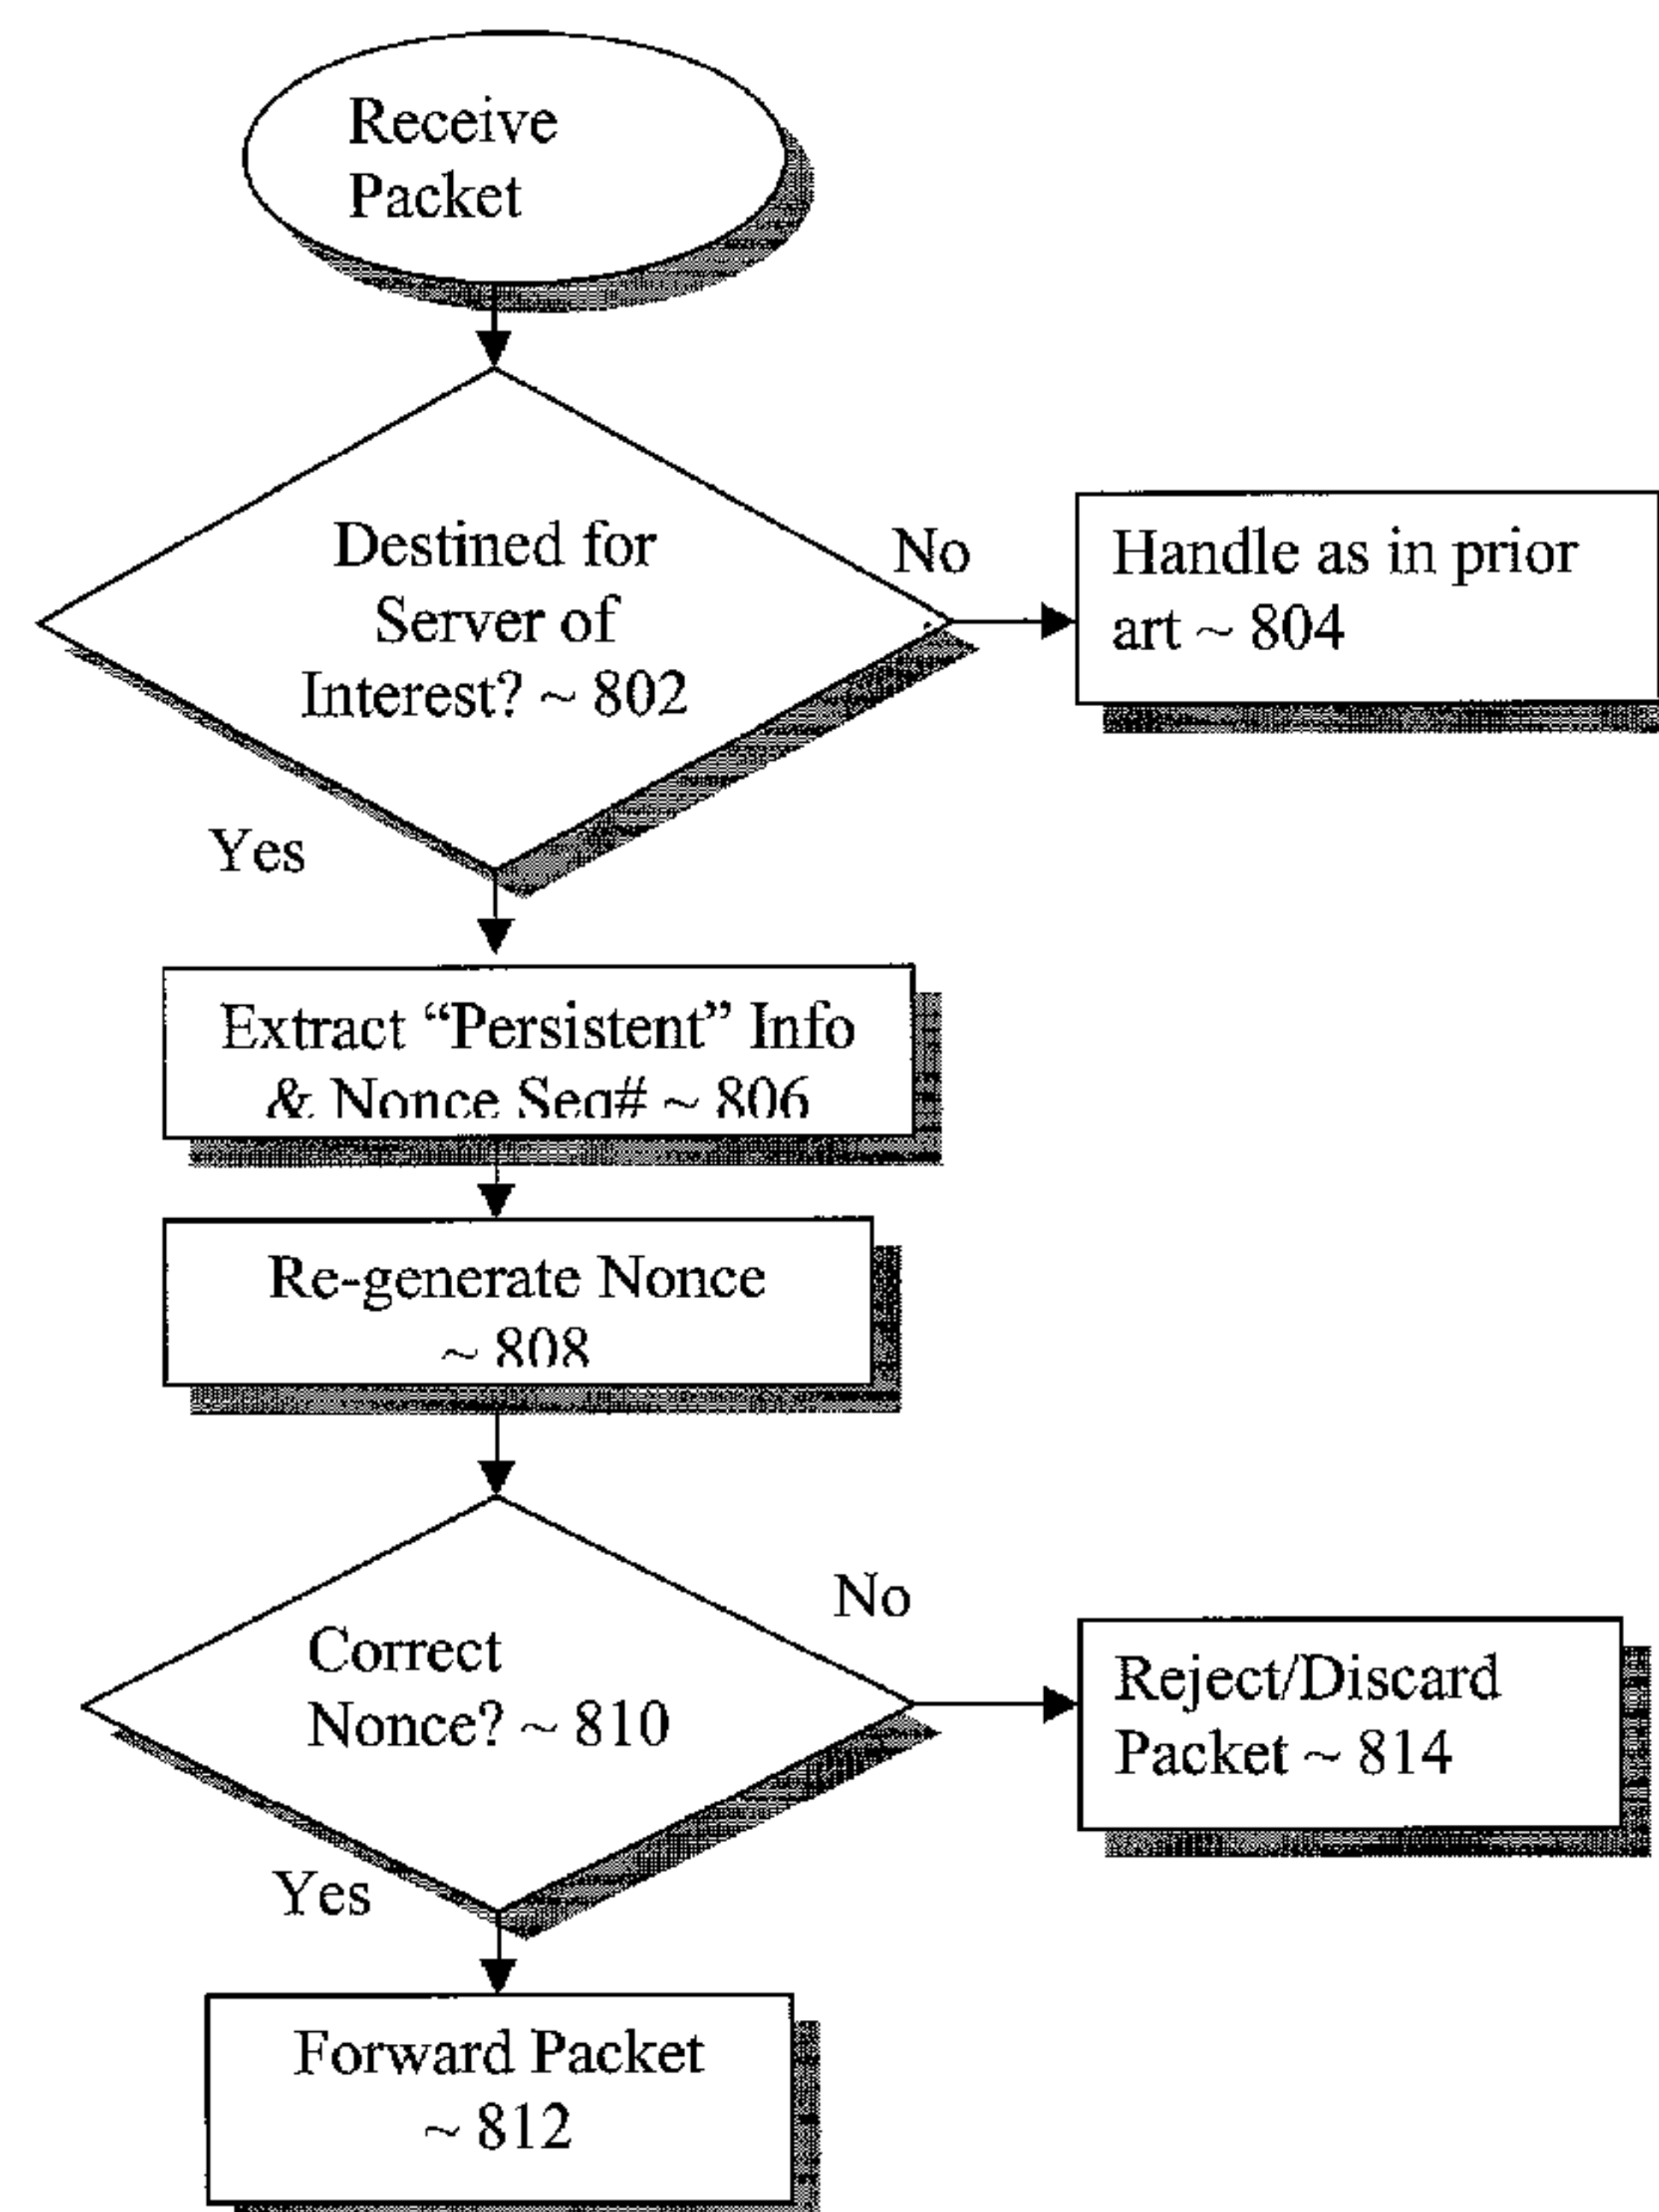 Receive
Packet
Destined for
Server of
Interest? ~ 802
No
Handle as in prior
art ~ 804
Yes
Extract “Persistent” Info
& Nonce Seq# ~ 806
Re-generate Nonce
~ 808
Correct
Nonce? ~ 810
No
Reject/Discard
Packet ~ 814
Yes
Forward Packet
~ 812